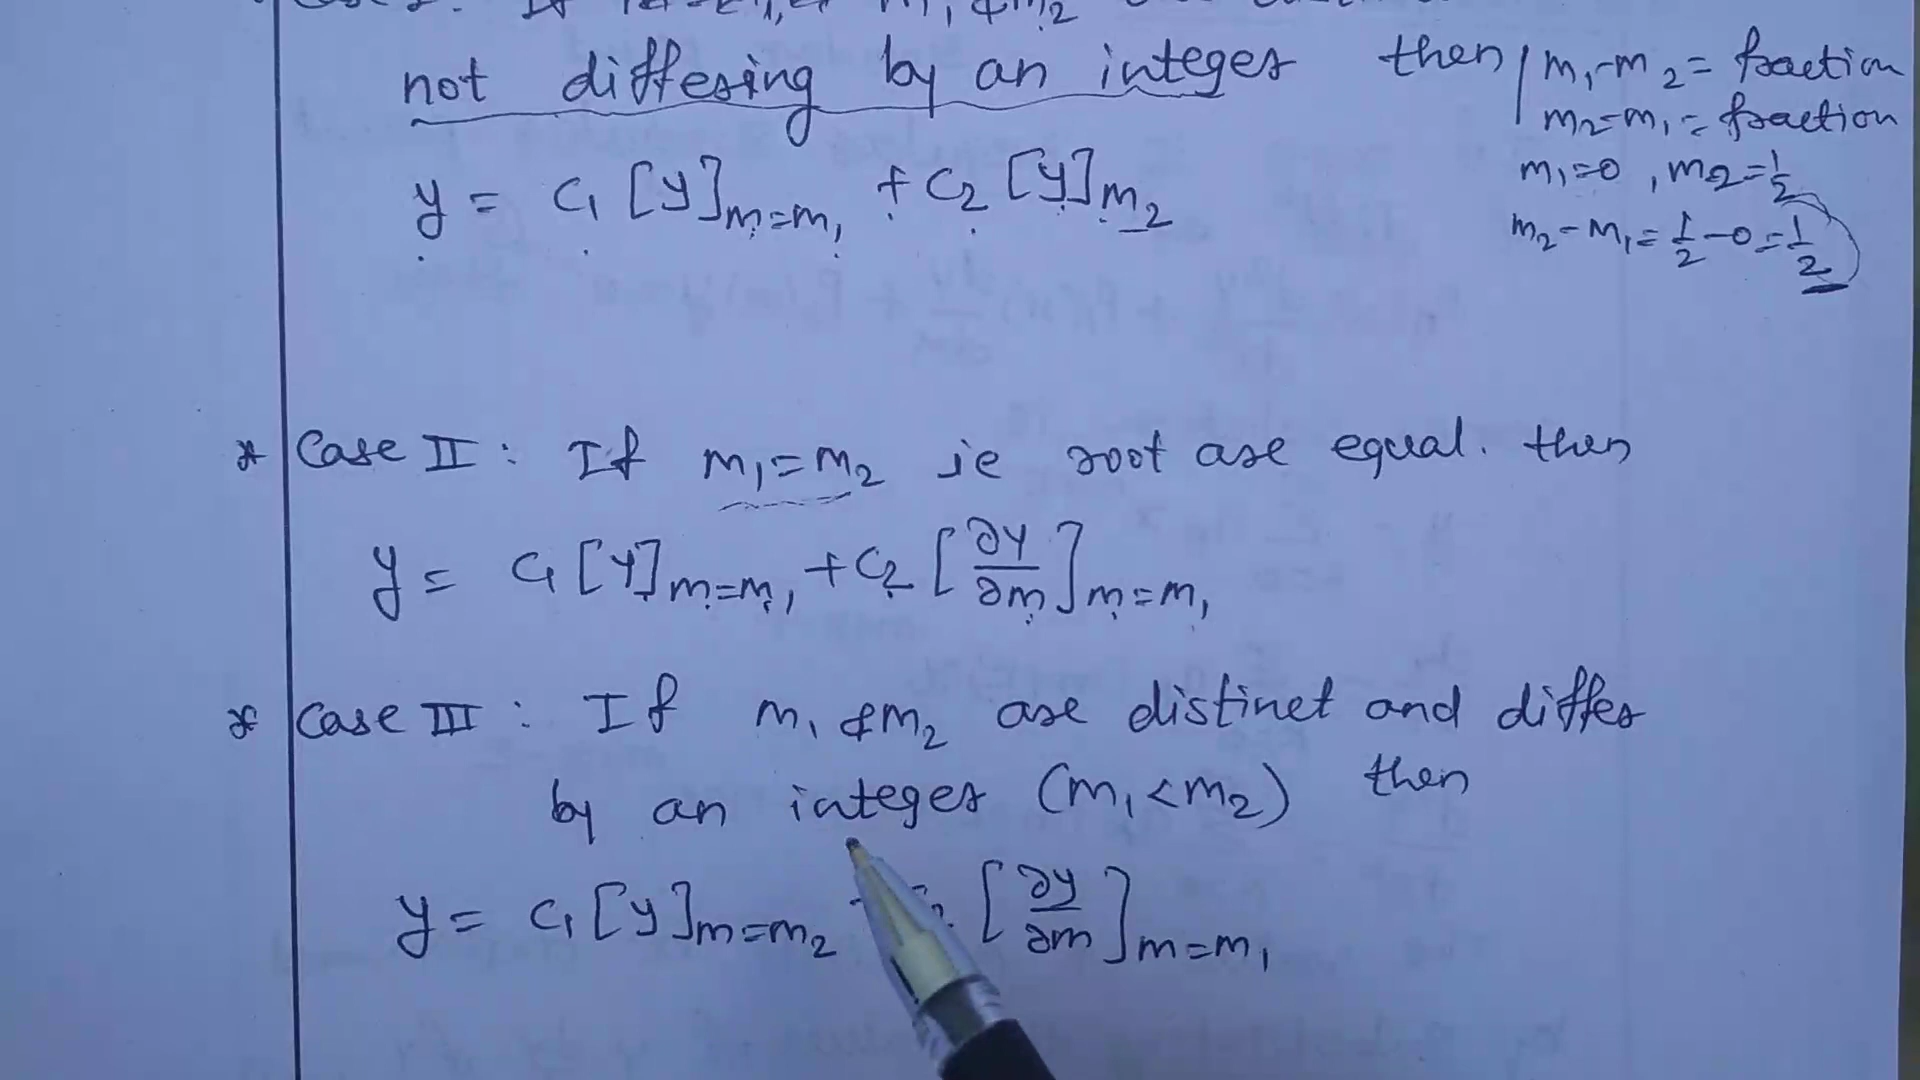 m₁ & m₂
not differing by an integer then
m₁-m₂ = fraction
m₂-m₁ = fraction
m₁=0, m₂=1/2
m₂-m₁ = 1/2-0 = 1/2
y = C₁ [y]m=m₁ + C₂ [y]m₂
* Case II : If m₁=m₂ ie root are equal. then
y = C₁ [y]m=m₁ + C₂ [∂y/∂m]m=m₁
* Case III : If m₁ & m₂ are distinct and differ
by an integer (m₁<m₂) then
y = C₁ [y]m=m₂ [∂y/∂m]m=m₁